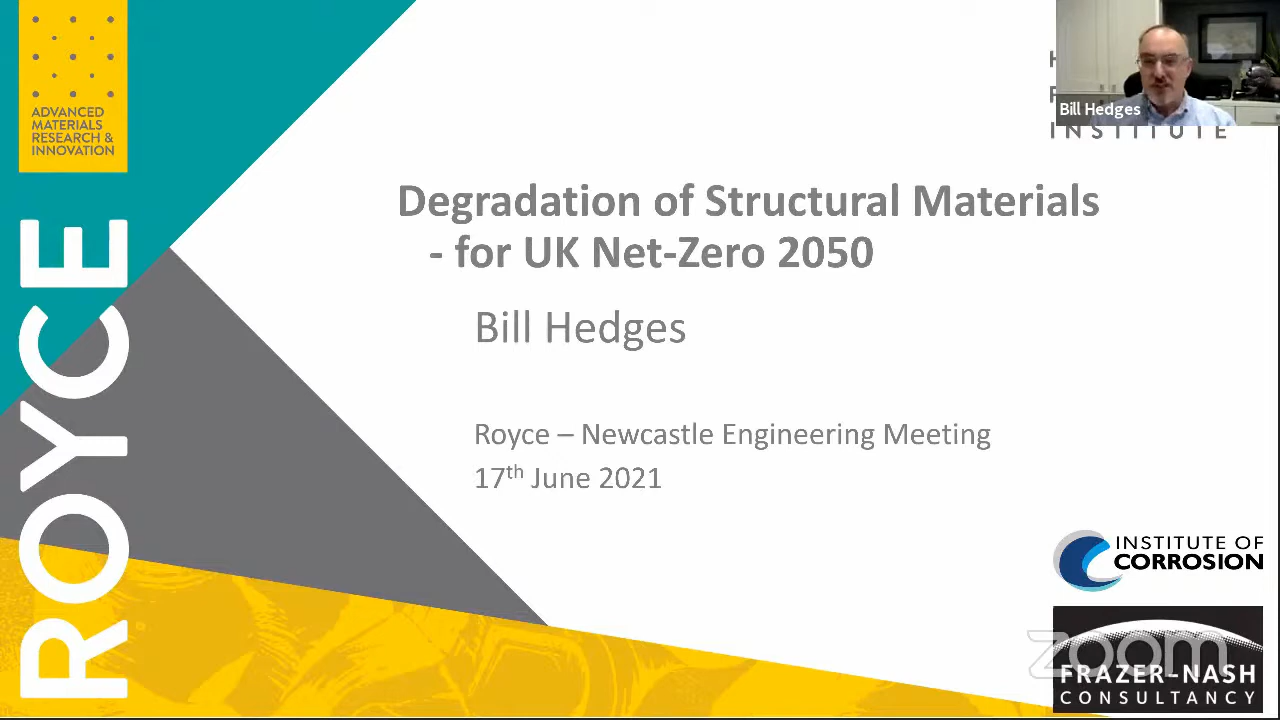 ADVANCED
MATERIALS
RESEARCH &
INNOVATION
ROYCE
Bill Hedges
INSTITUTE
Degradation of Structural Materials
- for UK Net-Zero 2050
Bill Hedges
Royce – Newcastle Engineering Meeting
17th June 2021
INSTITUTE OF
CORROSION
zoom
FRAZER-NASH
CONSULTANCY